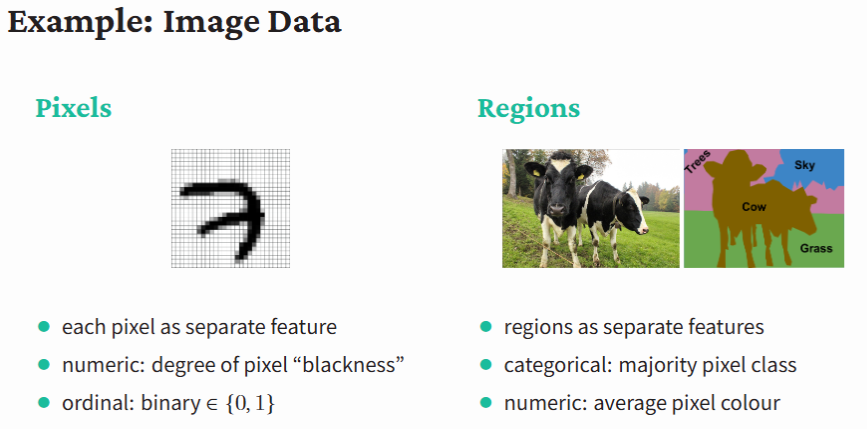 Example: Image Data
Pixels
each pixel as separate feature
numeric: degree of pixel “blackness”
ordinal: binary ∈ {0, 1}
Regions
Trees
Sky
Cow
Grass
regions as separate features
categorical: majority pixel class
numeric: average pixel colour